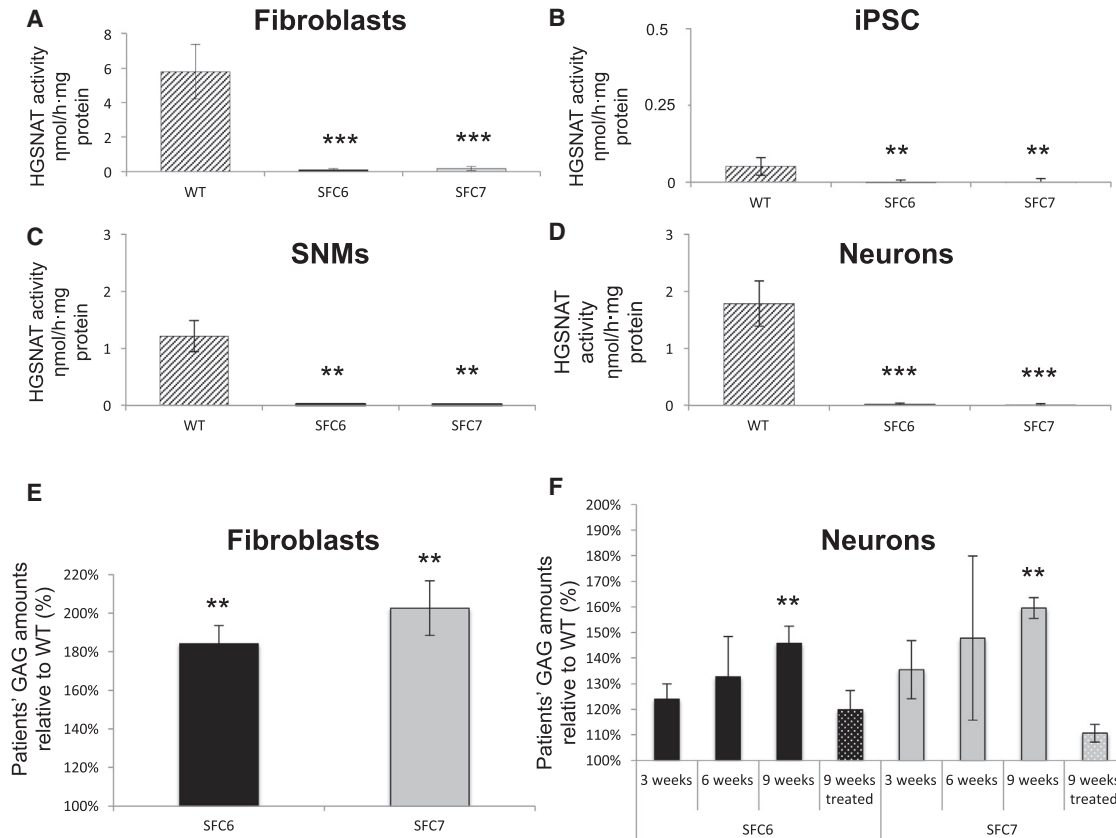 A
Fibroblasts
HGSNAT activity
ηmol/h·mg
protein
8
6
4
2
0
***
***
WT
SFC6
SFC7
B
iPSC
HGSNAT activity
ηmol/h·mg
protein
0.5
0.25
0
**
**
WT
SFC6
SFC7
C
SNMs
HGSNAT activity
ηmol/h·mg
protein
3
2
1
0
**
**
WT
SFC6
SFC7
D
Neurons
HGSNAT
activity
ηmol/h·mg
protein
3
2
1
0
***
***
WT
SFC6
SFC7
E
Fibroblasts
Patients' GAG amounts
relative to WT (%)
220%
200%
180%
160%
140%
120%
100%
**
**
SFC6
SFC7
F
Neurons
Patients' GAG amounts
relative to WT (%)
200%
190%
180%
170%
160%
150%
140%
130%
120%
110%
100%
**
**
3 weeks
6 weeks
9 weeks
9 weeks
treated
3 weeks
6 weeks
9 weeks
9 weeks
treated
SFC6
SFC7